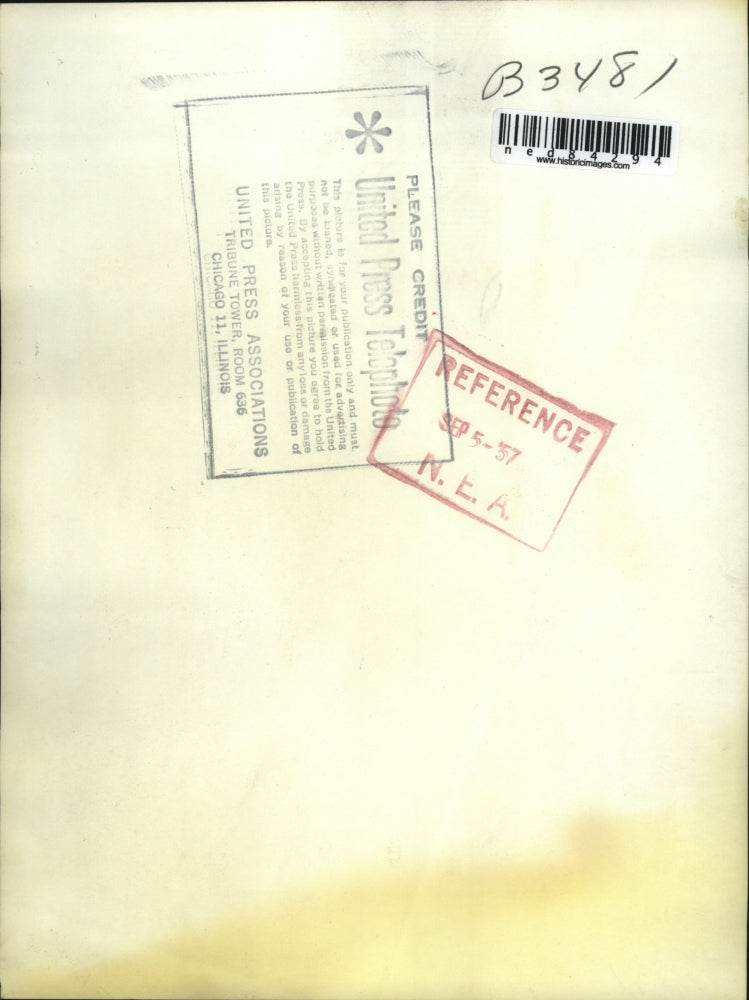 B3481
ned84294
www.historicimages.com
PLEASE CREDIT
United Press Telephoto
This picture is for your publication only and must
not be loaned, syndicated or used for advertising
purposes without written permission from the United
Press. By accepting this picture you agree to hold
the United Press harmless from any loss or damage
arising by reason of your use or publication of
this picture.
UNITED PRESS ASSOCIATIONS
TRIBUNE TOWER, ROOM 636
CHICAGO 11, ILLINOIS
REFERENCE
SEP 5-'57
N. E. A.